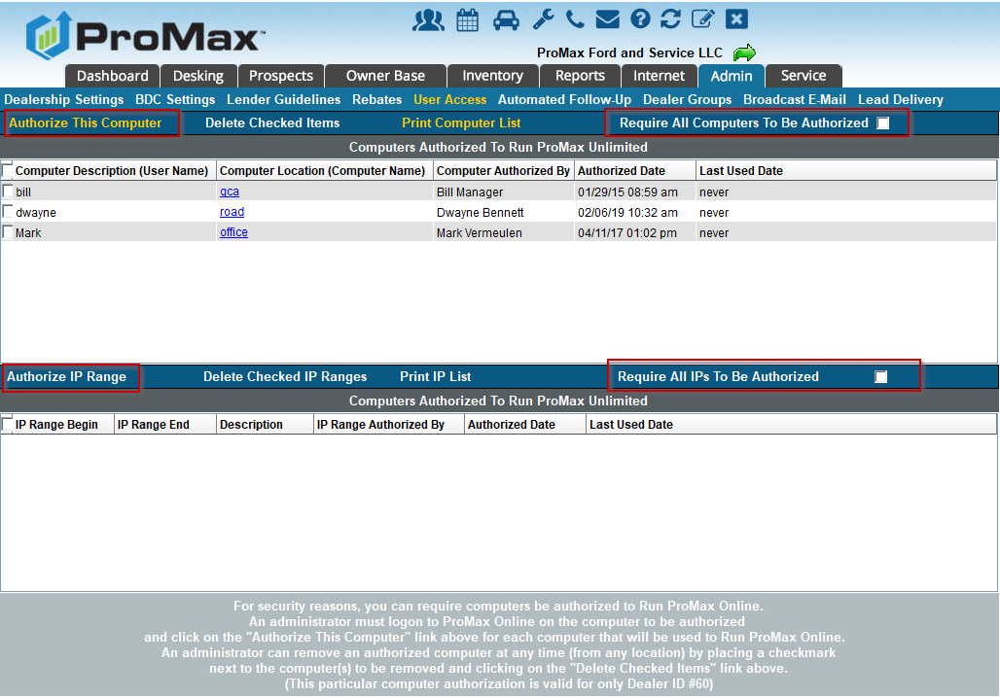 ProMax™
ProMax Ford and Service LLC
Dashboard Desking Prospects Owner Base Inventory Reports Internet Admin Service
Dealership Settings BDC Settings Lender Guidelines Rebates User Access Automated Follow-Up Dealer Groups Broadcast E-Mail Lead Delivery
Authorize This Computer Delete Checked Items Print Computer List Require All Computers To Be Authorized
Computers Authorized To Run ProMax Unlimited
Computer Description (User Name) Computer Location (Computer Name) Computer Authorized By Authorized Date Last Used Date
bill gca Bill Manager 01/29/15 08:59 am never
dwayne road Dwayne Bennett 02/06/19 10:32 am never
Mark office Mark Vermeulen 04/11/17 01:02 pm never
Authorize IP Range Delete Checked IP Ranges Print IP List Require All IPs To Be Authorized
Computers Authorized To Run ProMax Unlimited
IP Range Begin IP Range End Description IP Range Authorized By Authorized Date Last Used Date
For security reasons, you can require computers be authorized to Run ProMax Online.
An administrator must logon to ProMax Online on the computer to be authorized
and click on the "Authorize This Computer" link above for each computer that will be used to Run ProMax Online.
An administrator can remove an authorized computer at any time (from any location) by placing a checkmark
next to the computer(s) to be removed and clicking on the "Delete Checked Items" link above.
(This particular computer authorization is valid for only Dealer ID #60)